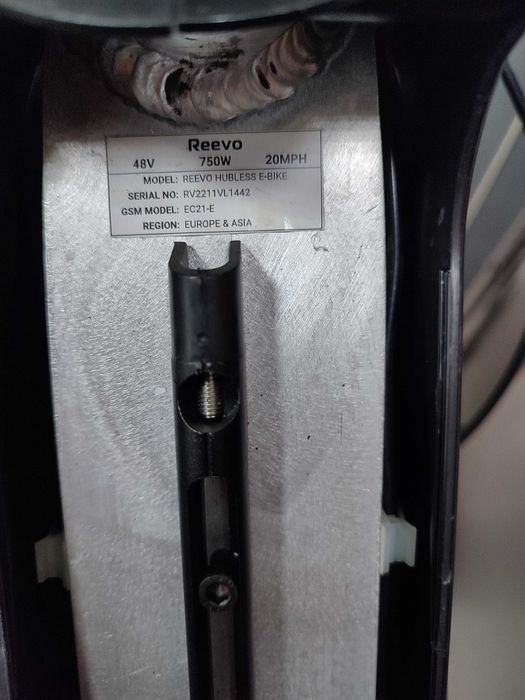 Reevo
48V 750W 20MPH
MODEL: REEVO HUBLESS E-BIKE
SERIAL NO: RV2211VL1442
GSM MODEL: EC21-E
REGION: EUROPE & ASIA